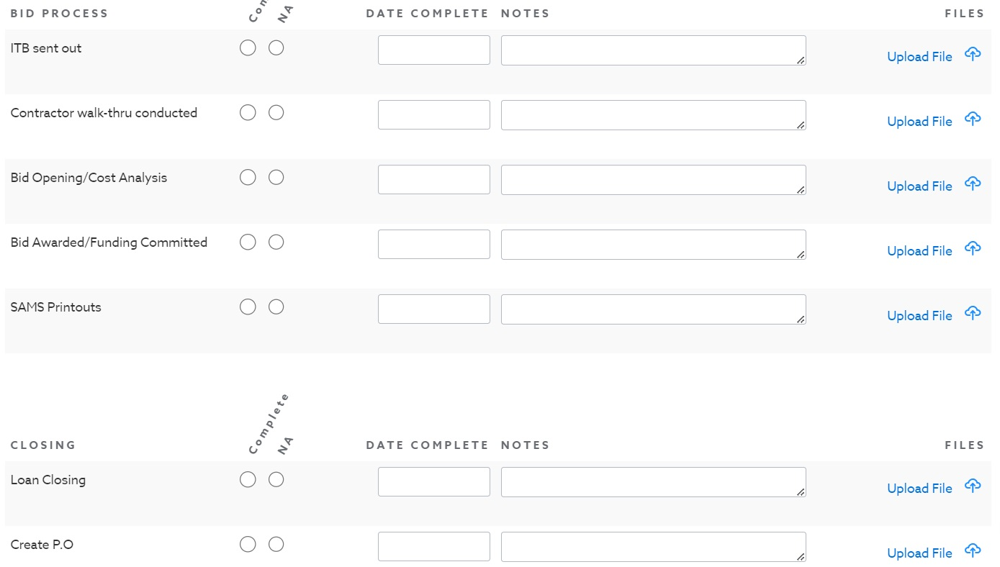 BID PROCESS NA DATE COMPLETE NOTES FILES
ITB sent out Upload File
Contractor walk-thru conducted Upload File
Bid Opening/Cost Analysis Upload File
Bid Awarded/Funding Committed Upload File
SAMS Printouts Upload File
CLOSING Complete NA DATE COMPLETE NOTES FILES
Loan Closing Upload File
Create P.O Upload File